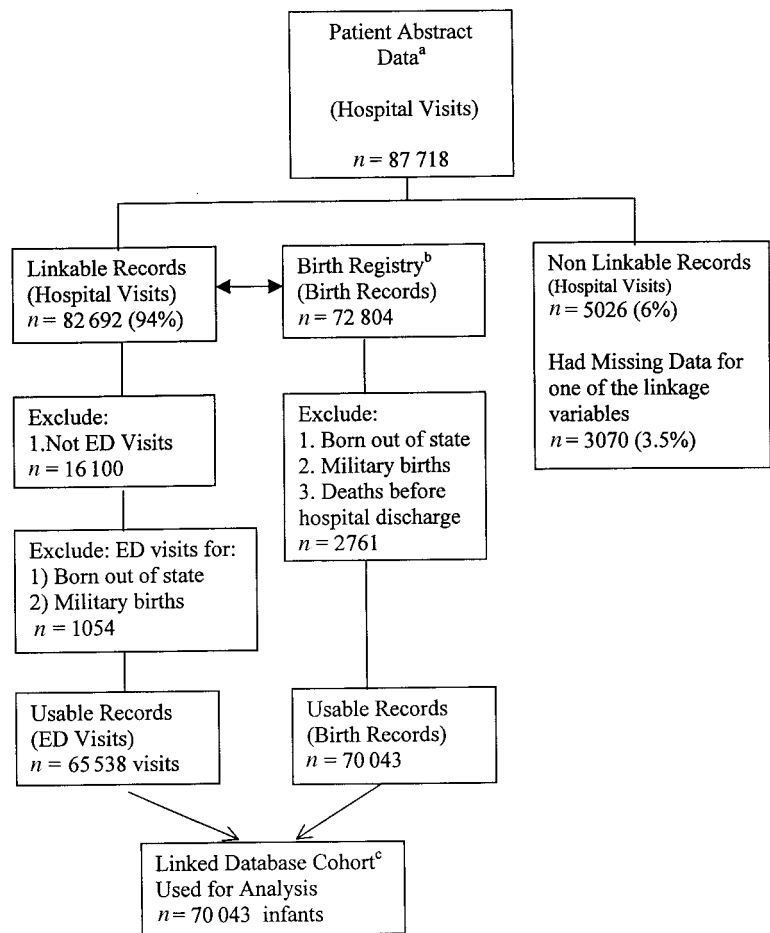 Patient Abstract
Dataᵃ
(Hospital Visits)
n = 87 718
Linkable Records
(Hospital Visits)
n = 82 692 (94%)
Birth Registryᵇ
(Birth Records)
n = 72 804
Non Linkable Records
(Hospital Visits)
n = 5026 (6%)
Had Missing Data for
one of the linkage
variables
n = 3070 (3.5%)
Exclude:
1.Not ED Visits
n = 16 100
Exclude:
1. Born out of state
2. Military births
3. Deaths before
hospital discharge
n = 2761
Exclude: ED visits for:
1) Born out of state
2) Military births
n = 1054
Usable Records
(ED Visits)
n = 65 538 visits
Usable Records
(Birth Records)
n = 70 043
Linked Database Cohortᶜ
Used for Analysis
n= 70 043 infants